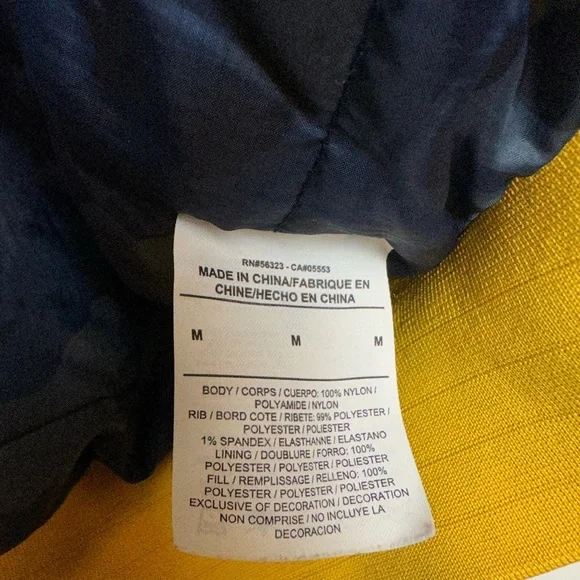 RN#56323 - CA#05553
MADE IN CHINA/FABRIQUE EN
CHINE/HECHO EN CHINA
M M M
BODY / CORPS / CUERPO: 100% NYLON /
POLYAMIDE / NYLON
RIB / BORD COTE / RIBETE: 99% POLYESTER /
POLYESTER / POLIESTER
1% SPANDEX / ELASTHANNE / ELASTANO
LINING / DOUBLURE / FORRO: 100%
POLYESTER / POLYESTER / POLIESTER
FILL / REMPLISSAGE / RELLENO: 100%
POLYESTER / POLYESTER / POLIESTER
EXCLUSIVE OF DECORATION / DECORATION
NON COMPRISE / NO INCLUYE LA
DECORACION